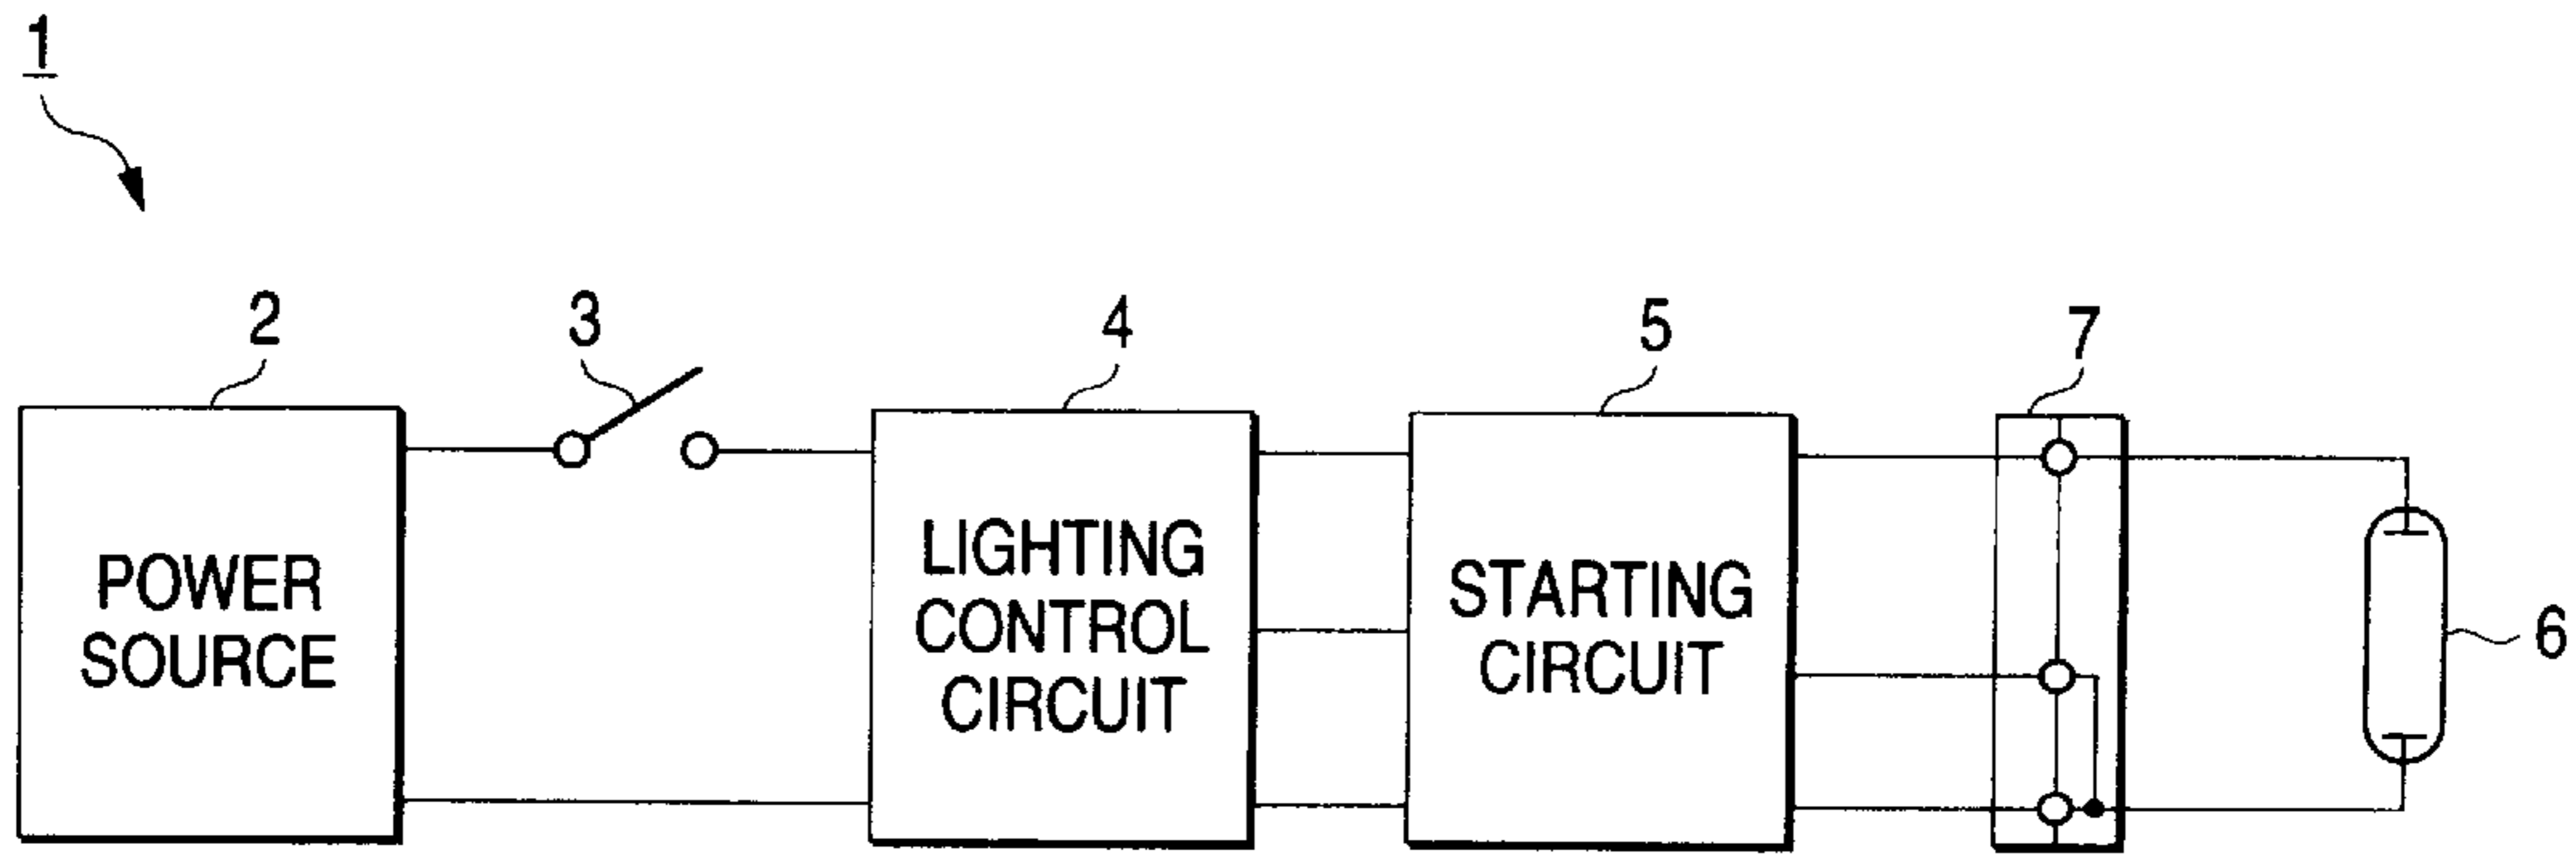 1
2
3
4
5
7
POWER
SOURCE
LIGHTING
CONTROL
CIRCUIT
STARTING
CIRCUIT
6